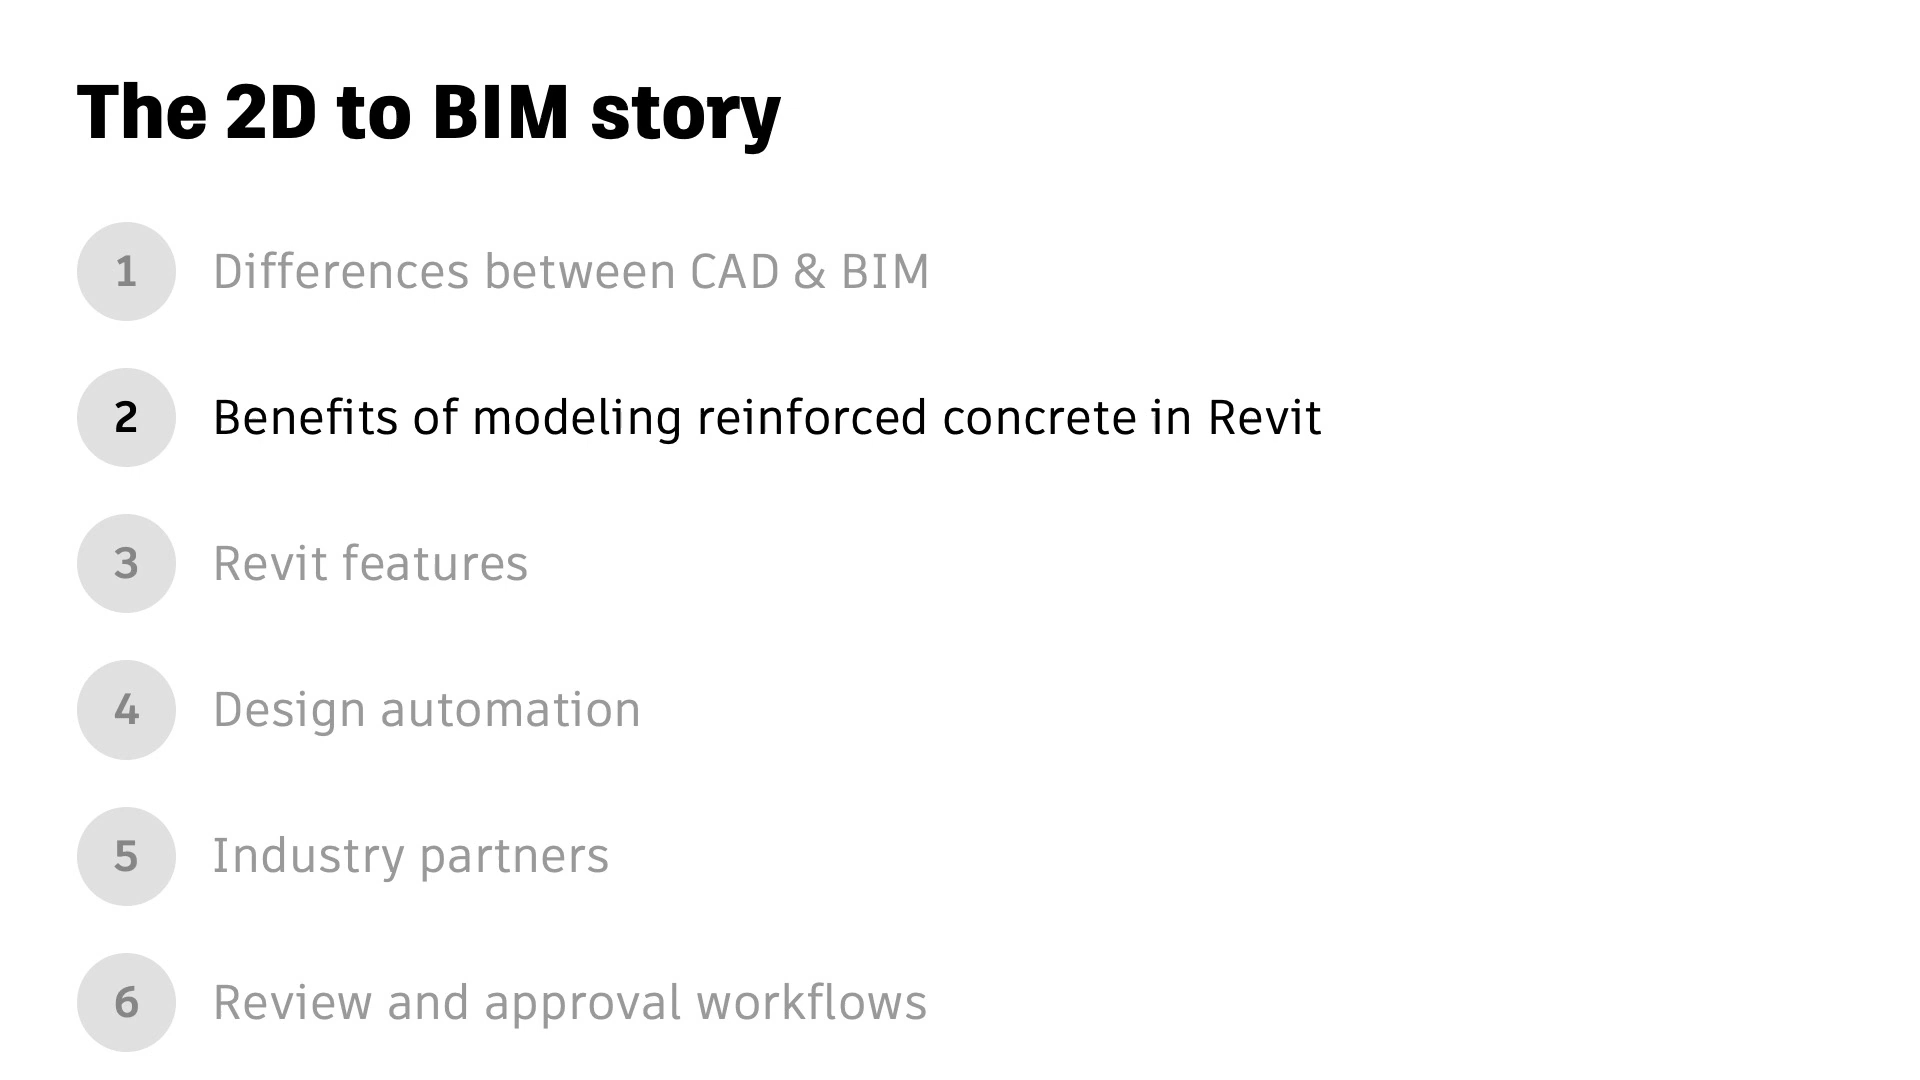 The 2D to BIM story
1 Differences between CAD & BIM
2 Benefits of modeling reinforced concrete in Revit
3 Revit features
4 Design automation
5 Industry partners
6 Review and approval workflows